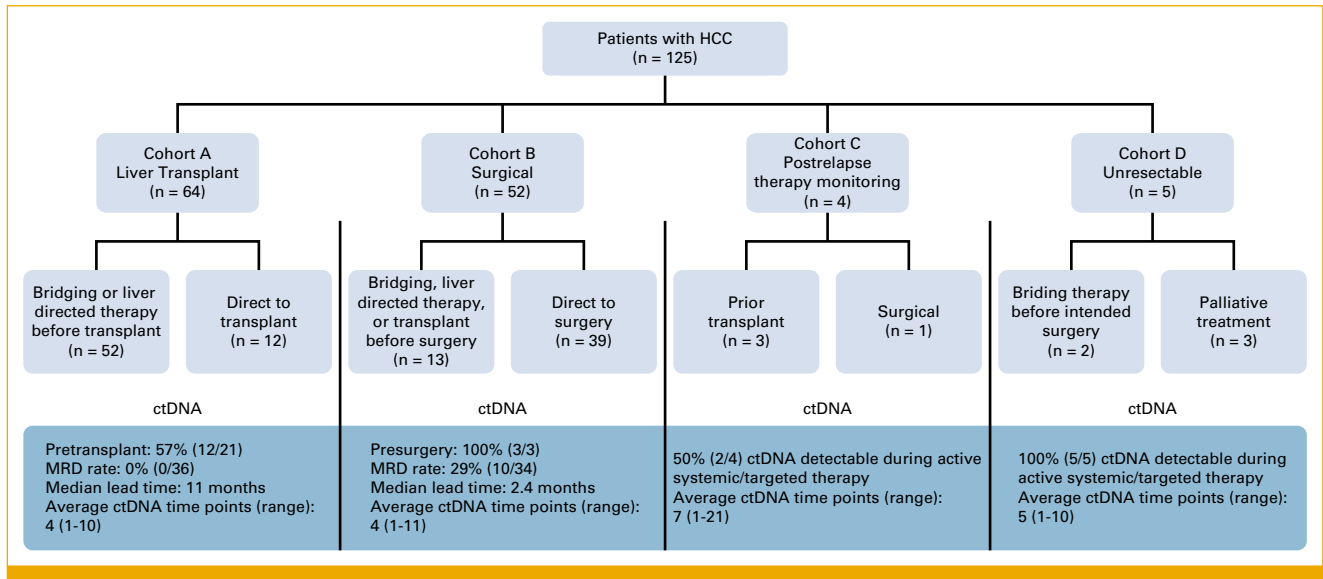 Patients with HCC
(n = 125)
Cohort A
Liver Transplant
(n = 64)
Cohort B
Surgical
(n = 52)
Cohort C
Postrelapse
therapy monitoring
(n = 4)
Cohort D
Unresectable
(n = 5)
Bridging or liver
directed therapy
before transplant
(n = 52)
Direct to
transplant
(n = 12)
Bridging, liver
directed therapy,
or transplant
before surgery
(n = 13)
Direct to
surgery
(n = 39)
Prior
transplant
(n = 3)
Surgical
(n = 1)
Briding therapy
before intended
surgery
(n = 2)
Palliative
treatment
(n = 3)
ctDNA
ctDNA
ctDNA
ctDNA
Pretransplant: 57% (12/21)
MRD rate: 0% (0/36)
Median lead time: 11 months
Average ctDNA time points (range):
4 (1-10)
Presurgery: 100% (3/3)
MRD rate: 29% (10/34)
Median lead time: 2.4 months
Average ctDNA time points (range):
4 (1-11)
50% (2/4) ctDNA detectable during active
systemic/targeted therapy
Average ctDNA time points (range):
7 (1-21)
100% (5/5) ctDNA detectable during
active systemic/targeted therapy
Average ctDNA time points (range):
5 (1-10)